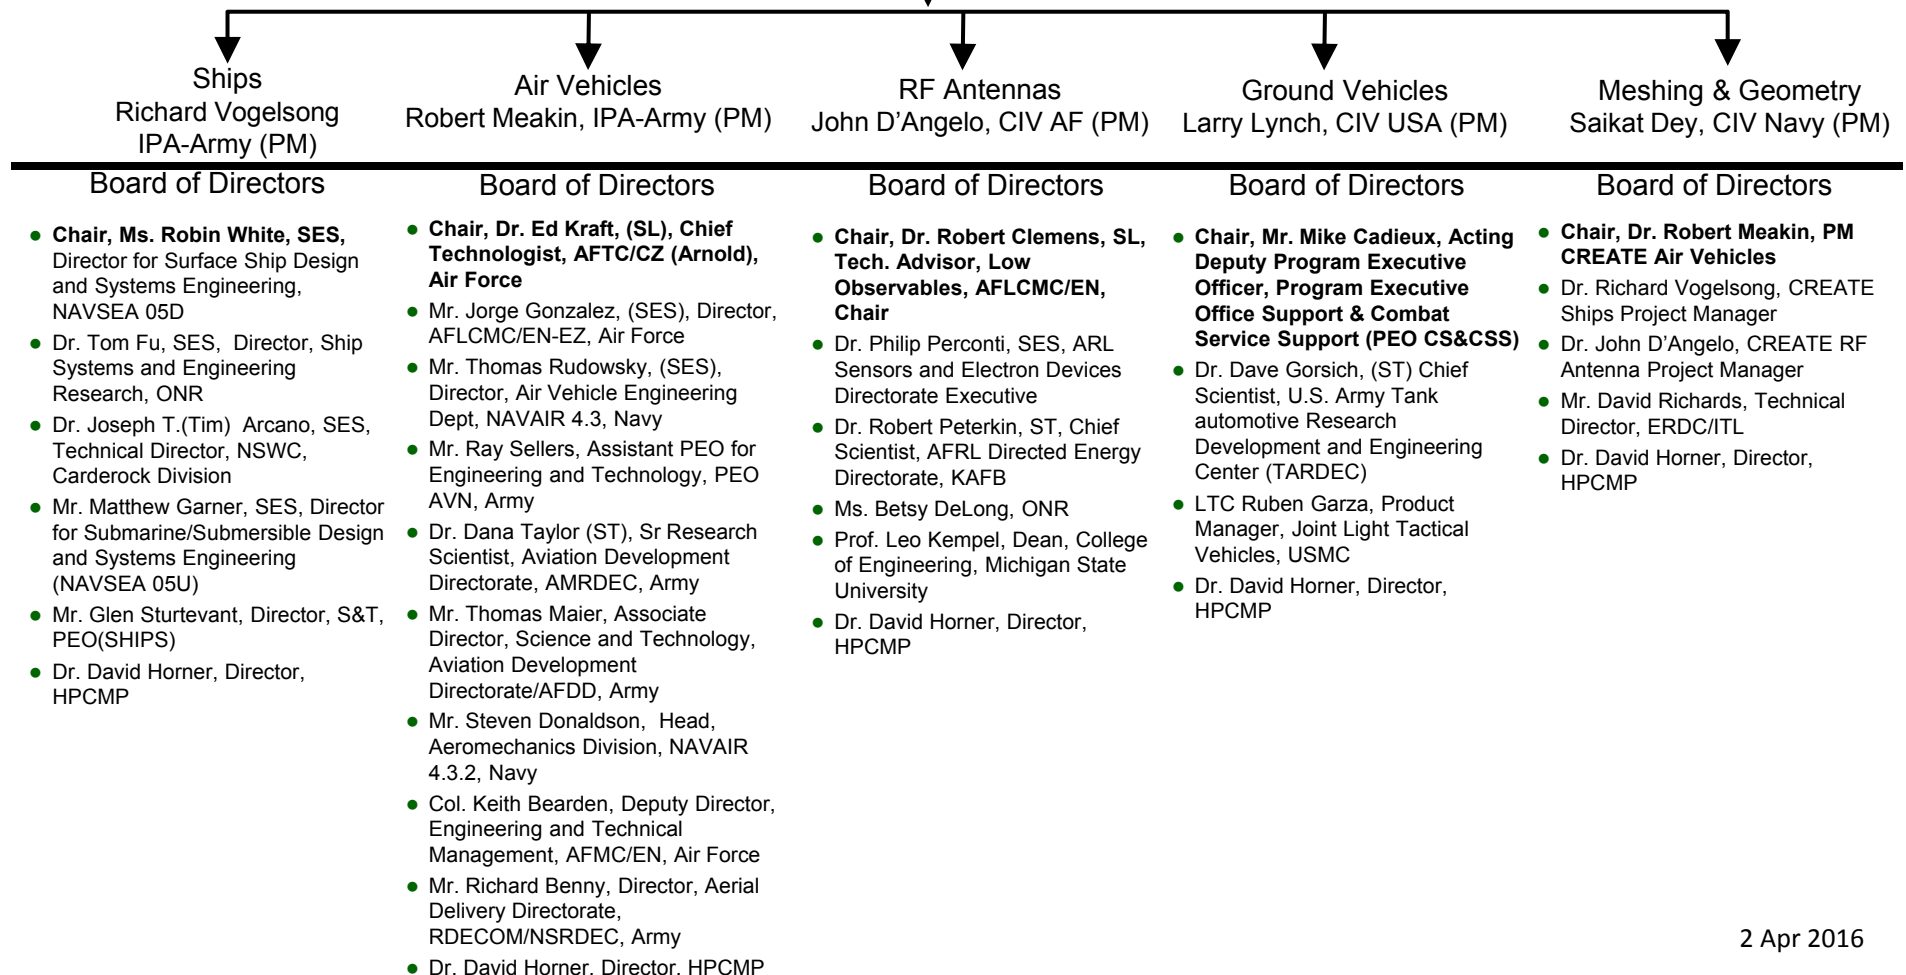 Ships
Richard Vogelsong
IPA-Army (PM)
Air Vehicles
Robert Meakin, IPA-Army (PM)
RF Antennas
John D’Angelo, CIV AF (PM)
Ground Vehicles
Larry Lynch, CIV USA (PM)
Meshing & Geometry
Saikat Dey, CIV Navy (PM)
Board of Directors
● Chair, Ms. Robin White, SES,
Director for Surface Ship Design
and Systems Engineering,
NAVSEA 05D
● Dr. Tom Fu, SES, Director, Ship
Systems and Engineering
Research, ONR
● Dr. Joseph T.(Tim) Arcano, SES,
Technical Director, NSWC,
Carderock Division
● Mr. Matthew Garner, SES, Director
for Submarine/Submersible Design
and Systems Engineering
(NAVSEA 05U)
● Mr. Glen Sturtevant, Director, S&T,
PEO(SHIPS)
● Dr. David Horner, Director,
HPCMP
Board of Directors
● Chair, Dr. Ed Kraft, (SL), Chief
Technologist, AFTC/CZ (Arnold),
Air Force
● Mr. Jorge Gonzalez, (SES), Director,
AFLCMC/EN-EZ, Air Force
● Mr. Thomas Rudowsky, (SES),
Director, Air Vehicle Engineering
Dept, NAVAIR 4.3, Navy
● Mr. Ray Sellers, Assistant PEO for
Engineering and Technology, PEO
AVN, Army
● Dr. Dana Taylor (ST), Sr Research
Scientist, Aviation Development
Directorate, AMRDEC, Army
● Mr. Thomas Maier, Associate
Director, Science and Technology,
Aviation Development
Directorate/AFDD, Army
● Mr. Steven Donaldson, Head,
Aeromechanics Division, NAVAIR
4.3.2, Navy
● Col. Keith Bearden, Deputy Director,
Engineering and Technical
Management, AFMC/EN, Air Force
● Mr. Richard Benny, Director, Aerial
Delivery Directorate,
RDECOM/NSRDEC, Army
● Dr. David Horner, Director, HPCMP
Board of Directors
● Chair, Dr. Robert Clemens, SL,
Tech. Advisor, Low
Observables, AFLCMC/EN,
Chair
● Dr. Philip Perconti, SES, ARL
Sensors and Electron Devices
Directorate Executive
● Dr. Robert Peterkin, ST, Chief
Scientist, AFRL Directed Energy
Directorate, KAFB
● Ms. Betsy DeLong, ONR
● Prof. Leo Kempel, Dean, College
of Engineering, Michigan State
University
● Dr. David Horner, Director,
HPCMP
Board of Directors
● Chair, Mr. Mike Cadieux, Acting
Deputy Program Executive
Officer, Program Executive
Office Support & Combat
Service Support (PEO CS&CSS)
● Dr. Dave Gorsich, (ST) Chief
Scientist, U.S. Army Tank
automotive Research
Development and Engineering
Center (TARDEC)
● LTC Ruben Garza, Product
Manager, Joint Light Tactical
Vehicles, USMC
● Dr. David Horner, Director,
HPCMP
Board of Directors
● Chair, Dr. Robert Meakin, PM
CREATE Air Vehicles
● Dr. Richard Vogelsong, CREATE
Ships Project Manager
● Dr. John D’Angelo, CREATE RF
Antenna Project Manager
● Mr. David Richards, Technical
Director, ERDC/ITL
● Dr. David Horner, Director,
HPCMP
2 Apr 2016